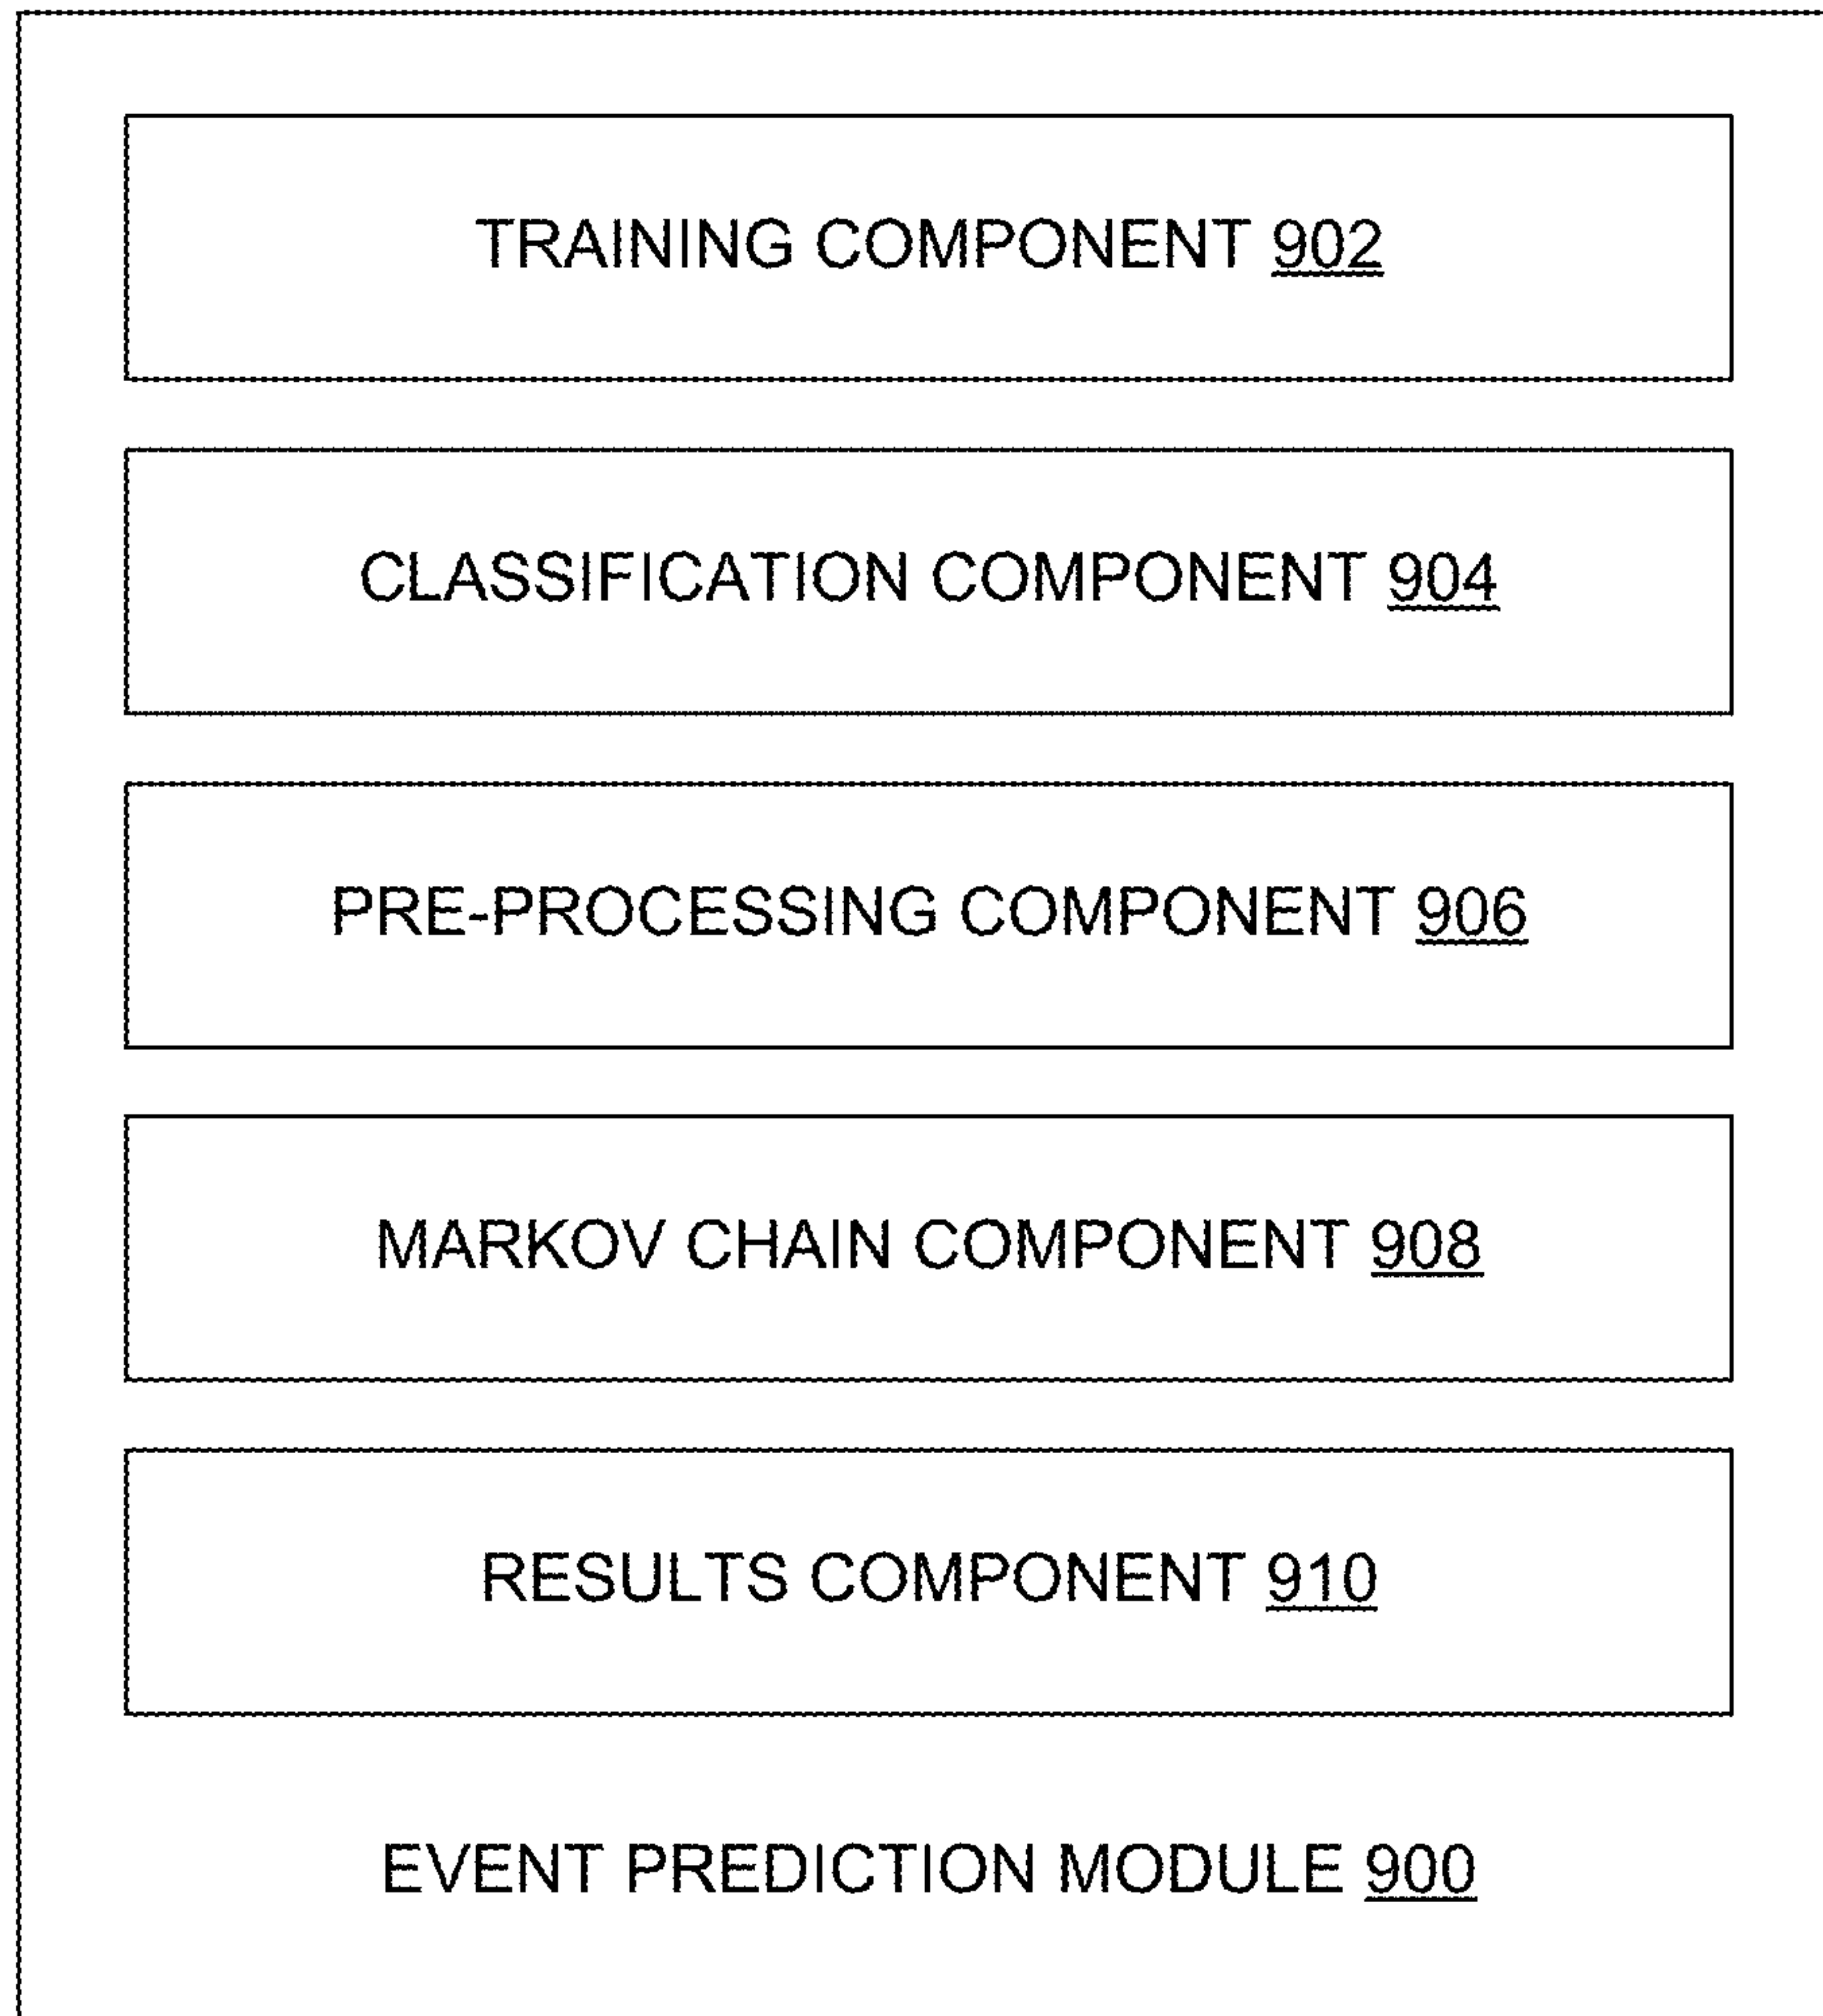 TRAINING COMPONENT 902
CLASSIFICATION COMPONENT 904
PRE-PROCESSING COMPONENT 906
MARKOV CHAIN COMPONENT 908
RESULTS COMPONENT 910
EVENT PREDICTION MODULE 900